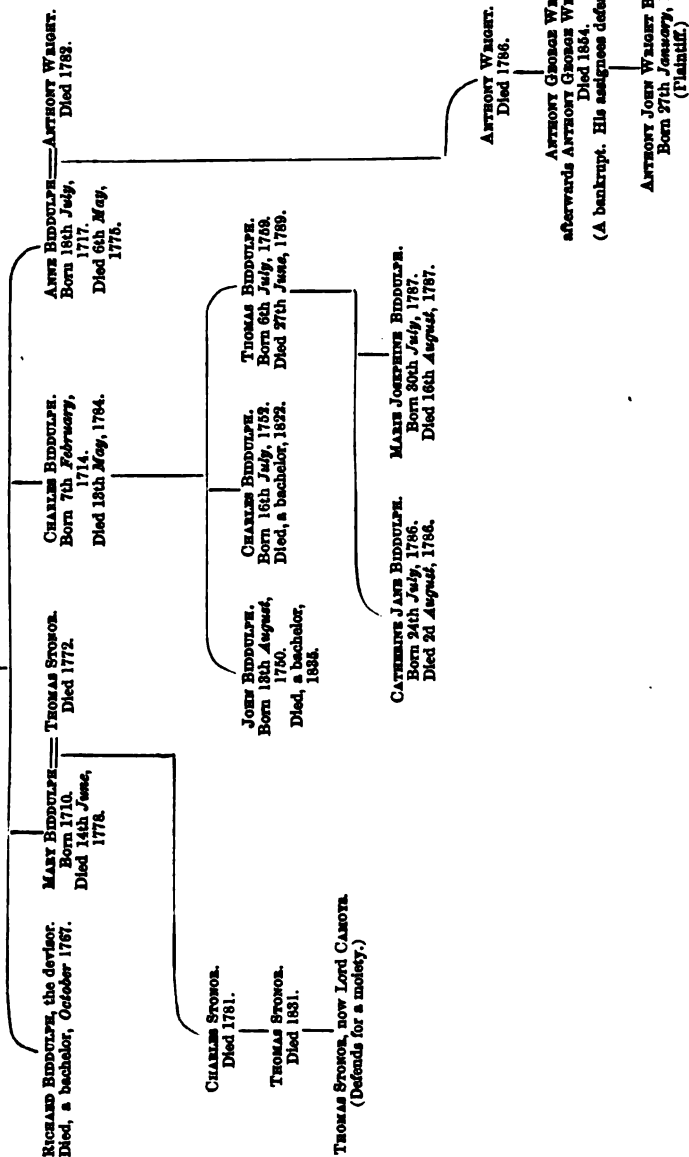 RICHARD BIDDULPH, the devisor.
Died, a bachelor, October 1767.
MARY BIDDULPH
Born 1710.
Died 14th June,
1778.
THOMAS STONOR.
Died 1772.
CHARLES BIDDULPH.
Born 7th February,
1714.
Died 13th May, 1784.
ANNE BIDDULPH
Born 18th July,
1717.
Died 6th May,
1775.
ANTHONY WRIGHT.
Died 1782.
CHARLES STONOR.
Died 1781.
THOMAS STONOR.
Died 1831.
THOMAS STONOR, now Lord CAMOYS.
(Defends for a moiety.)
JOHN BIDDULPH.
Born 13th August,
1750.
Died, a bachelor,
1835.
CHARLES BIDDULPH.
Born 16th July, 1752.
Died, a bachelor, 1822.
THOMAS BIDDULPH.
Born 6th July, 1759.
Died 27th June, 1789.
CATHERINE JANE BIDDULPH.
Born 24th July, 1786.
Died 2d August, 1786.
MARIE JOSEPHINE BIDDULPH.
Born 30th July, 1787.
Died 16th August, 1787.
ANTHONY WRIGHT.
Died 1786.
ANTHONY GEORGE
afterwards ANTHONY GEORGE
Died 1854.
(A bankrupt. His assignees
ANTHONY JOHN WRIGHT
Born 27th January,
(Plaintiff.)